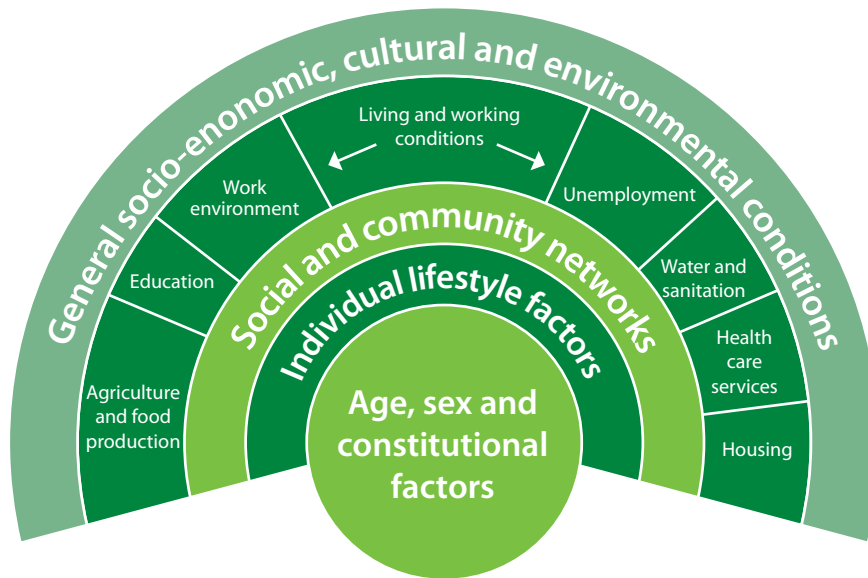 General socio-enonomic, cultural and environmental conditions
Living and working
conditions
Work
environment
Unemployment
Education
Water and
sanitation
Agriculture
and food
production
Health
care
services
Housing
Social and community networks
Individual lifestyle factors
Age, sex and
constitutional
factors